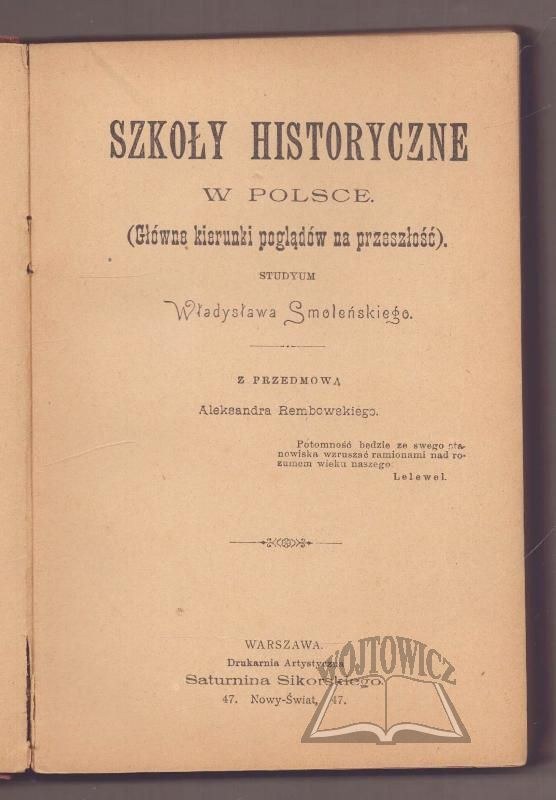 SZKOŁY HISTORYCZNE
W POLSCE.
(Główne kierunki poglądów na przeszłość).
STUDYUM
Władysława Smoleńskiego.
Z PRZEDMOWĄ
Aleksandra Rembowskiego.
Potomność będzie ze swego sta-
nowiska wzruszać ramionami nad ro-
zumem wieku naszego.
Lelewel.
WARSZAWA.
Drukarnia Artystyczna
Saturnina Sikorskiego.
47. Nowy-Świat, 47.
WÓJTOWICZ